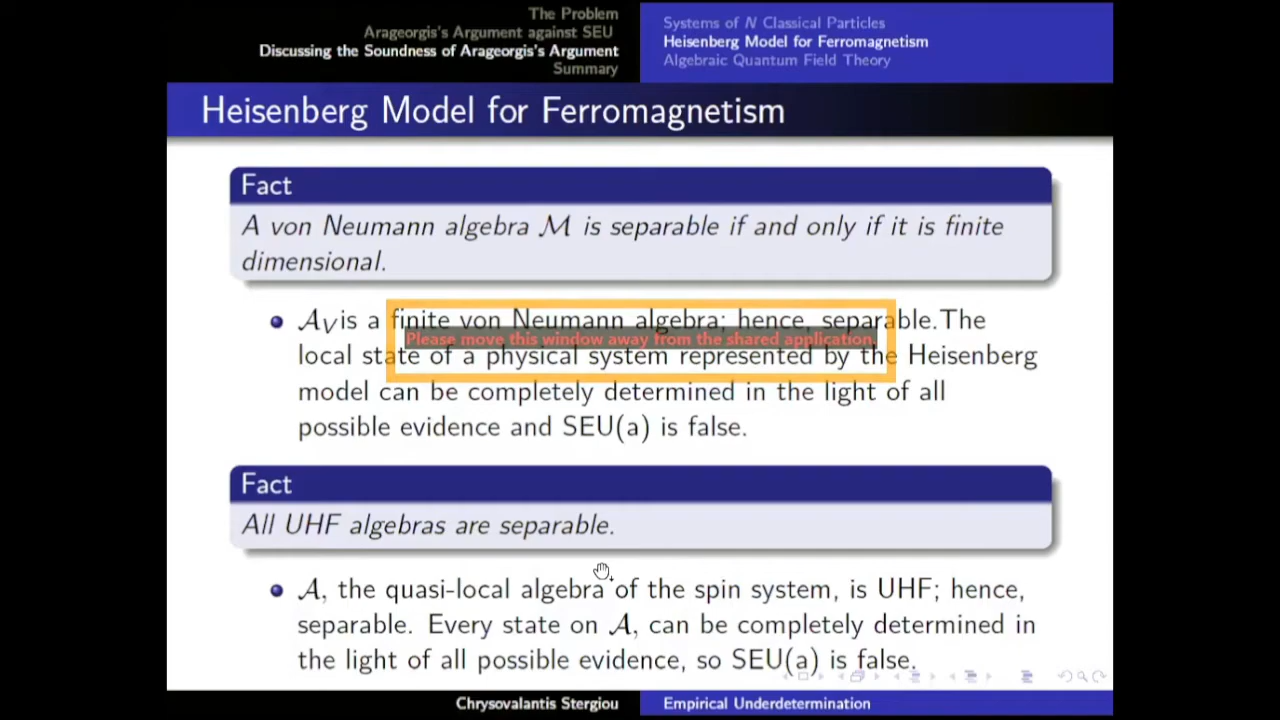 The Problem
Arageorgis's Argument against SEU
Discussing the Soundness of Arageorgis's Argument
Summary
Systems of N Classical Particles
Heisenberg Model for Ferromagnetism
Algebraic Quantum Field Theory
Heisenberg Model for Ferromagnetism
Fact
A von Neumann algebra ℳ is separable if and only if it is finite
dimensional.
𝒜_V is a finite von Neumann algebra; hence, separable.The
Please move this window away from the shared application.
local state of a physical system represented by the Heisenberg
model can be completely determined in the light of all
possible evidence and SEU(a) is false.
Fact
All UHF algebras are separable.
𝒜, the quasi-local algebra of the spin system, is UHF; hence,
separable. Every state on 𝒜, can be completely determined in
the light of all possible evidence, so SEU(a) is false.
Chrysovalantis Stergiou
Empirical Underdetermination